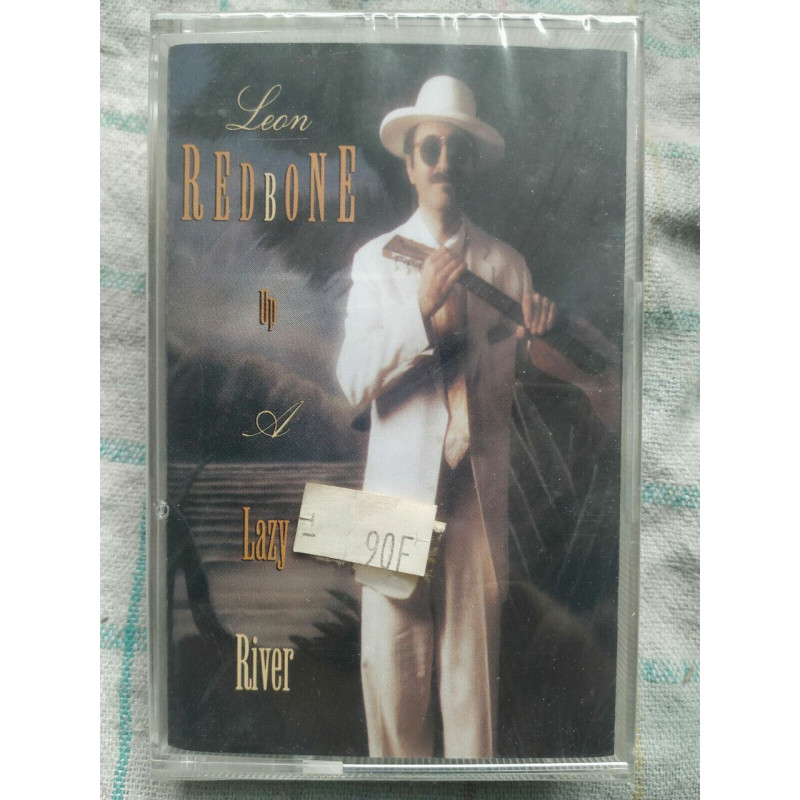 Leon
REDBONE
Up
A
Lazy
River
90F